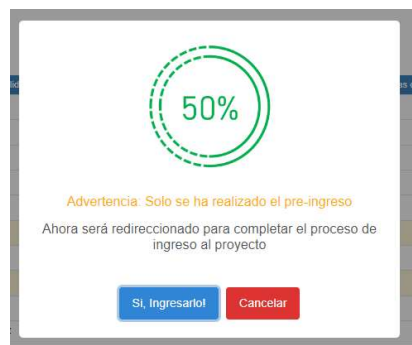 50%
Advertencia: Solo se ha realizado el pre-ingreso
Ahora será redireccionado para completar el proceso de
ingreso al proyecto
Si, Ingresarlo!
Cancelar